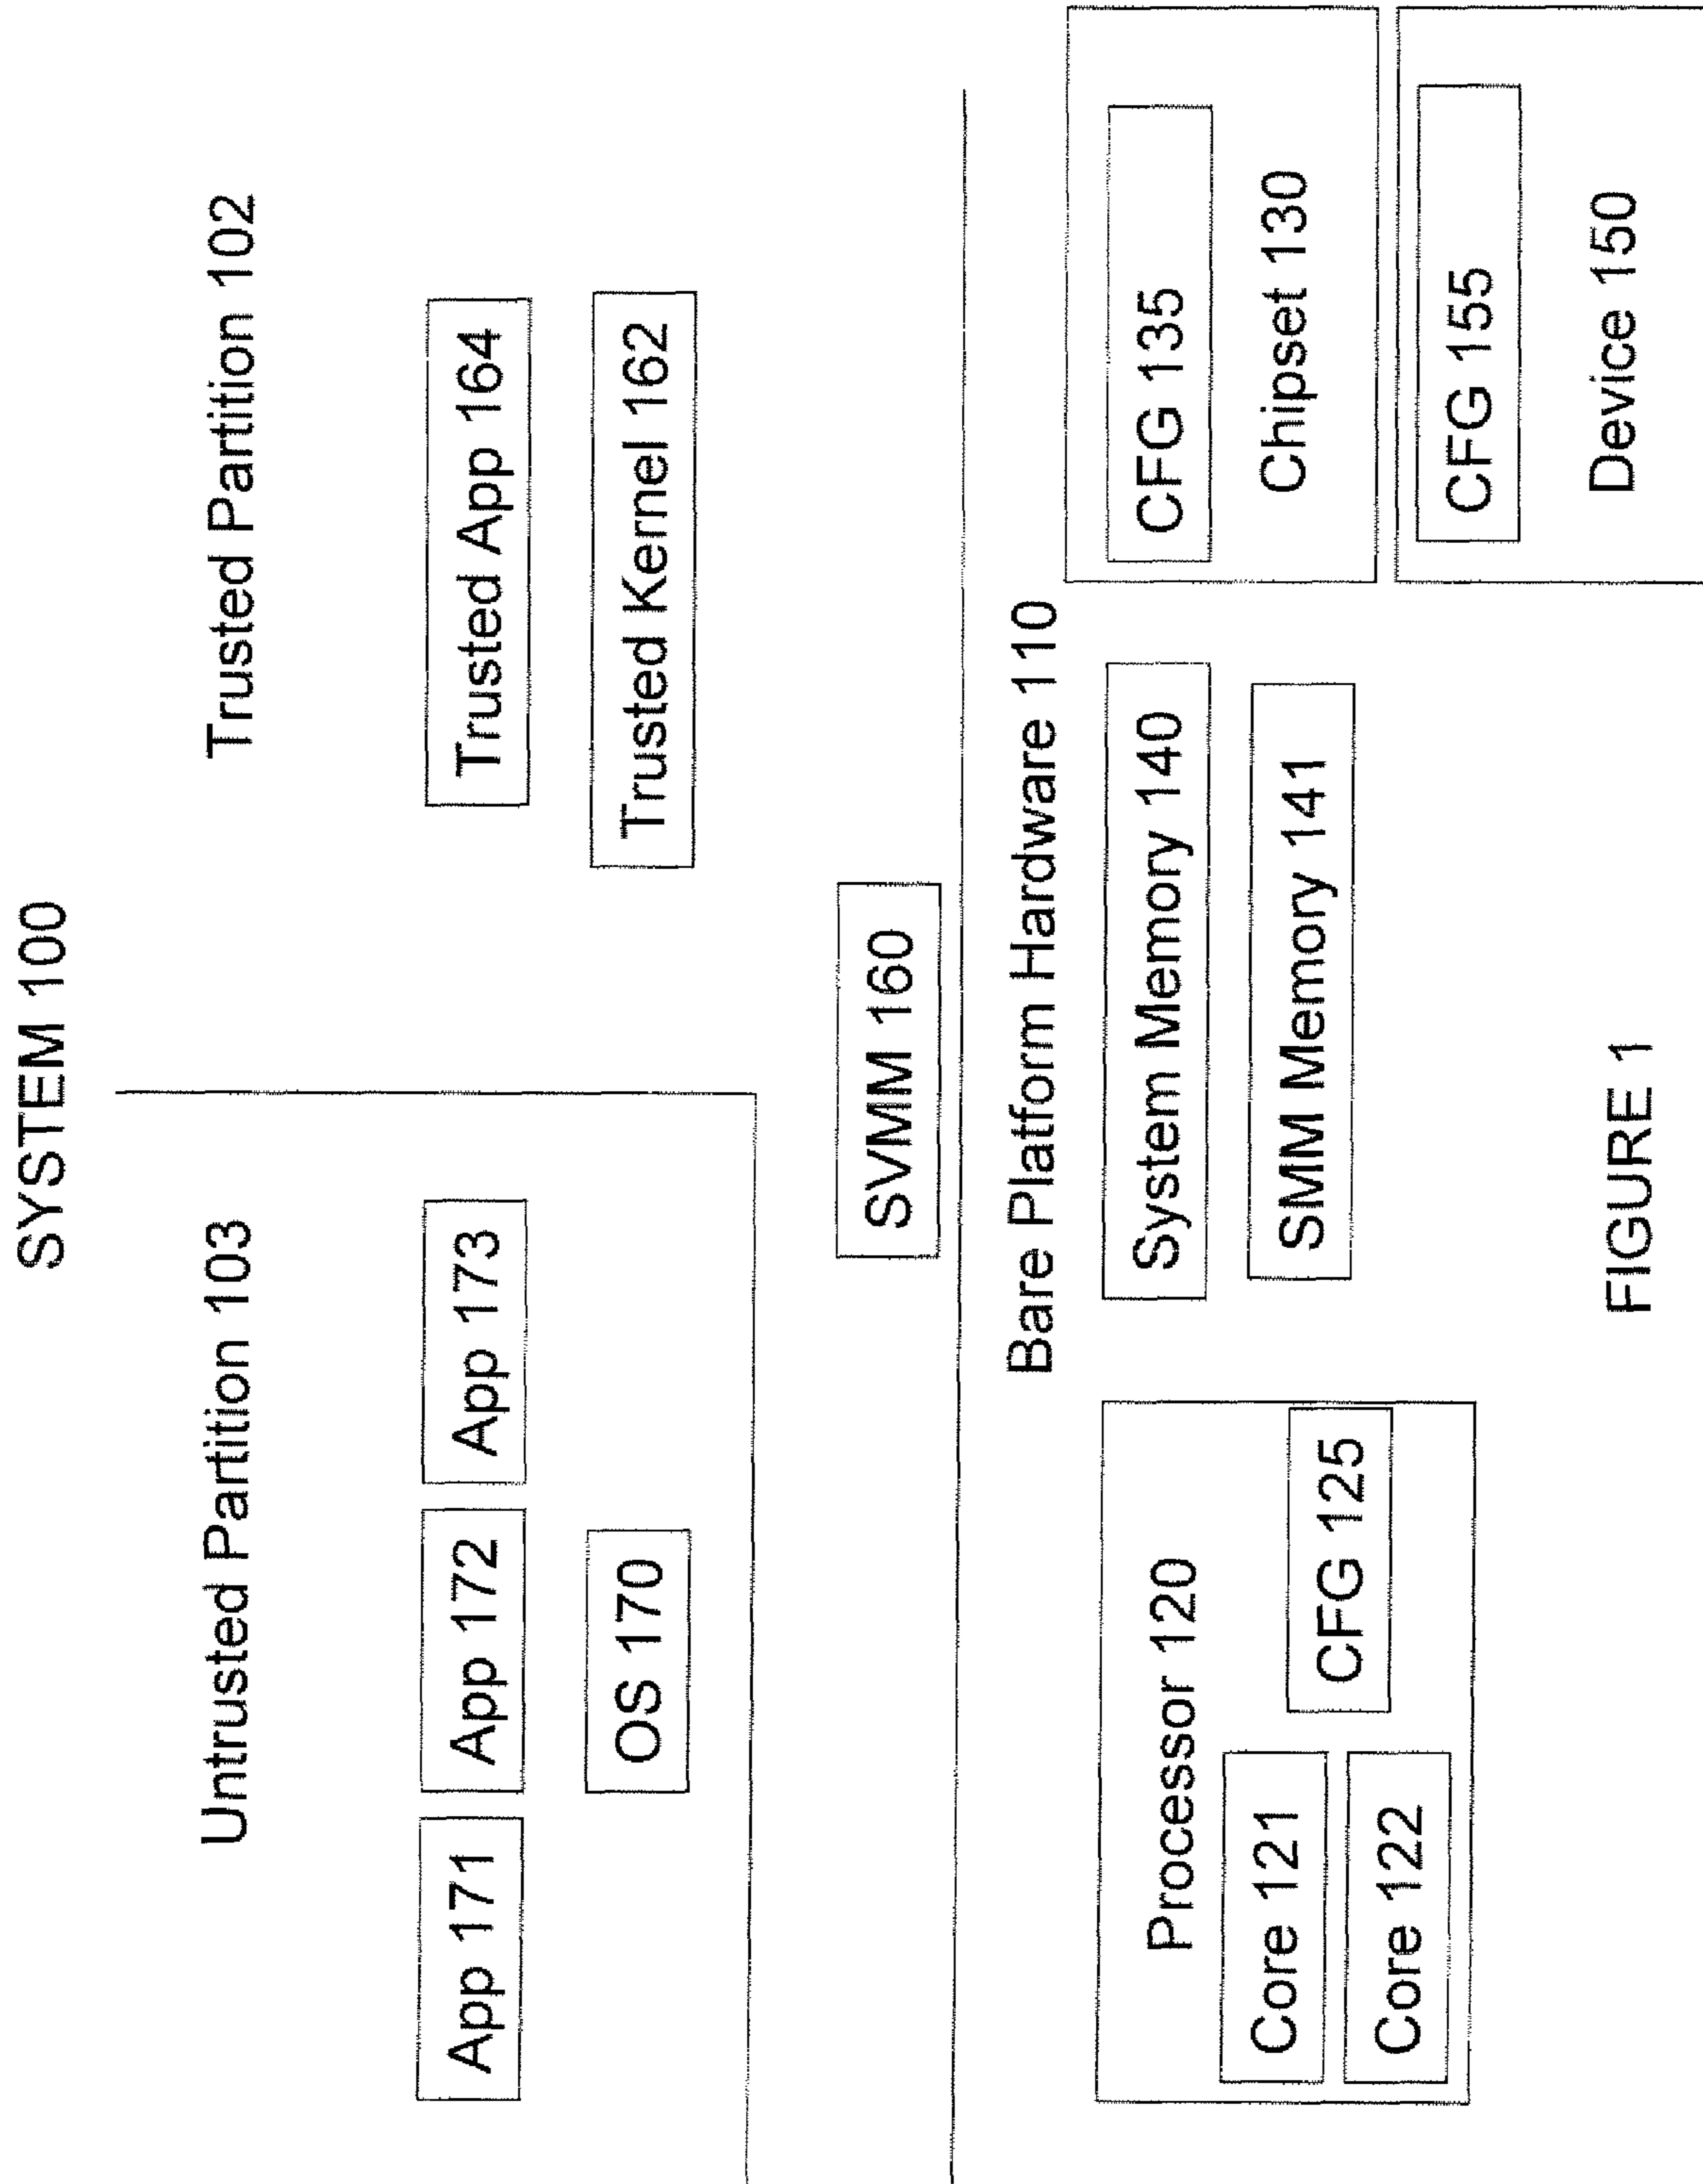 SYSTEM 100
Untrusted Partition 103
Trusted Partition 102
App 171
App 172
App 173
Trusted App 164
OS 170
Trusted Kernel 162
SVMM 160
Bare Platform Hardware 110
Processor 120
Core 121
Core 122
CFG 125
System Memory 140
SMM Memory 141
CFG 135
Chipset 130
CFG 155
Device 150
FIGURE 1